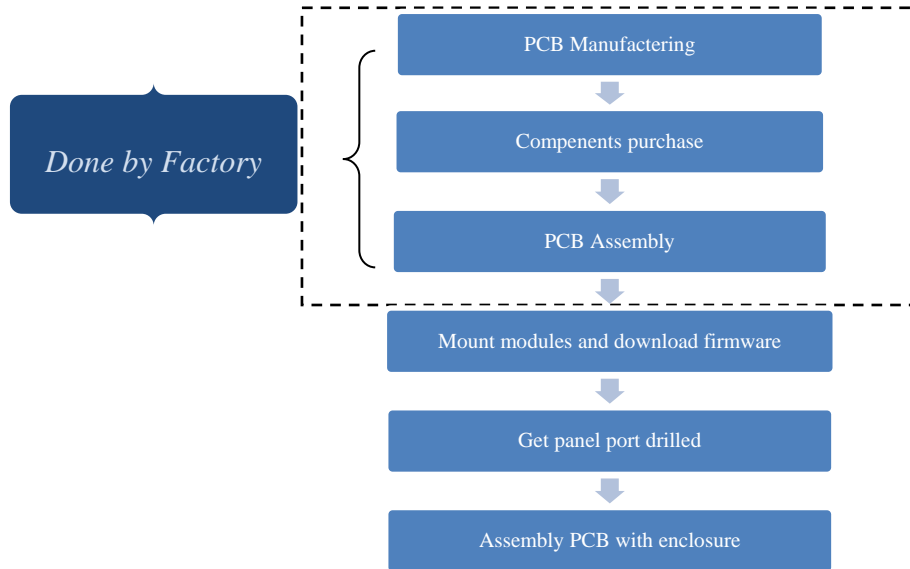 PCB Manufactering
Compenents purchase
Done by Factory
PCB Assembly
Mount modules and download firmware
Get panel port drilled
Assembly PCB with enclosure